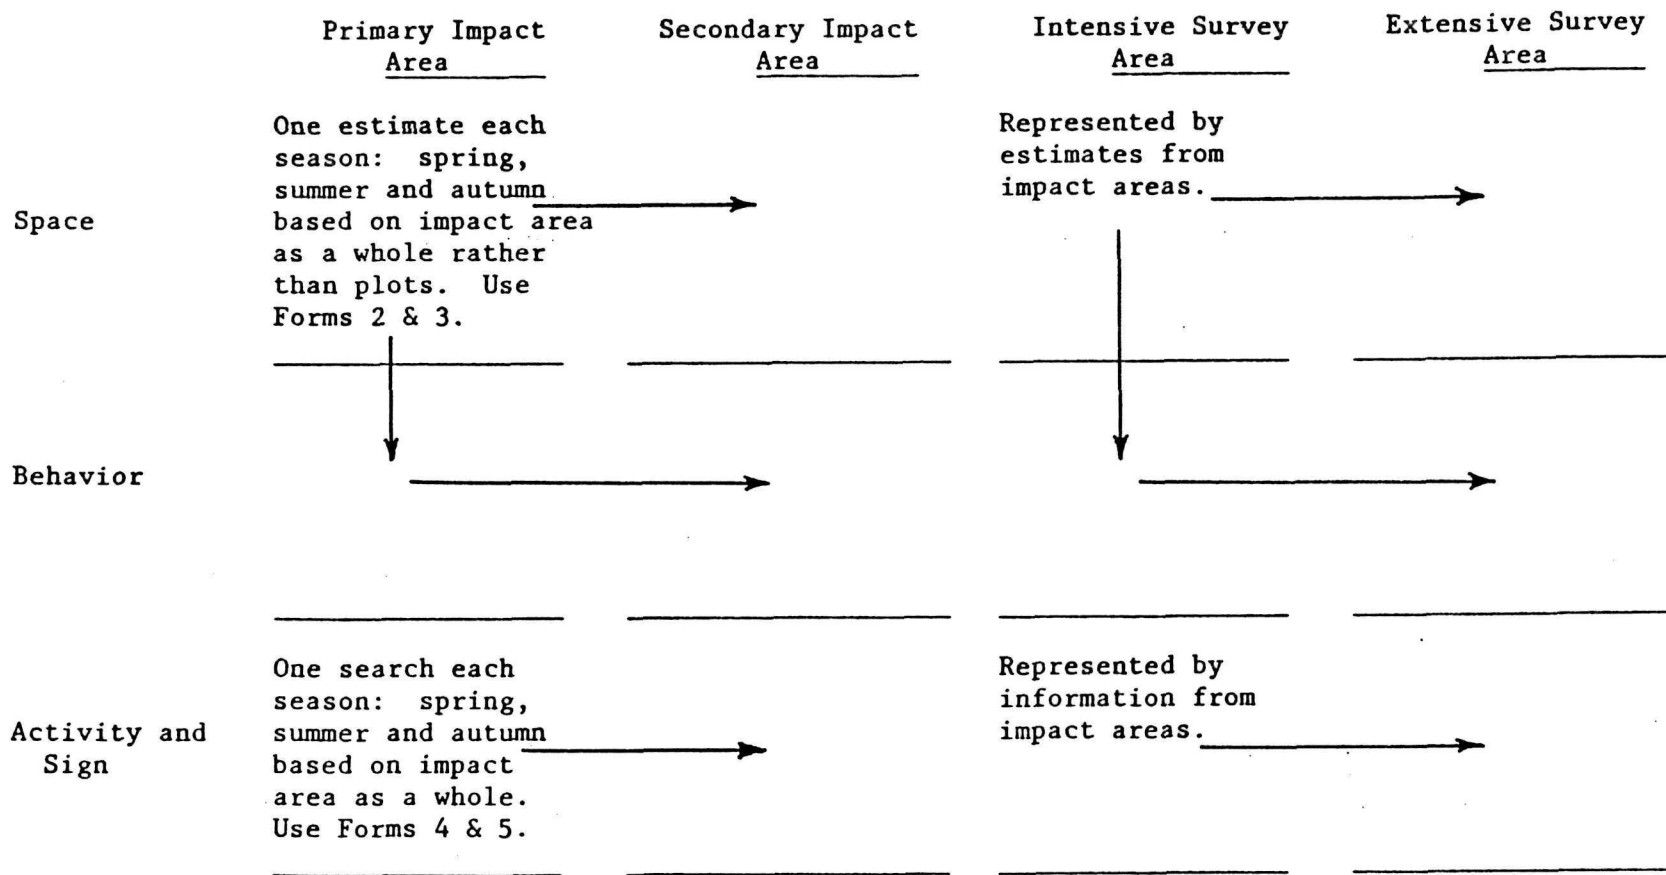 Primary Impact
Area
Secondary Impact
Area
Intensive Survey
Area
Extensive Survey
Area
Space
One estimate each
season: spring,
summer and autumn
based on impact area
as a whole rather
than plots. Use
Forms 2 & 3.
Represented by
estimates from
impact areas.
Behavior
Activity and
Sign
One search each
season: spring,
summer and autumn
based on impact
area as a whole.
Use Forms 4 & 5.
Represented by
information from
impact areas.